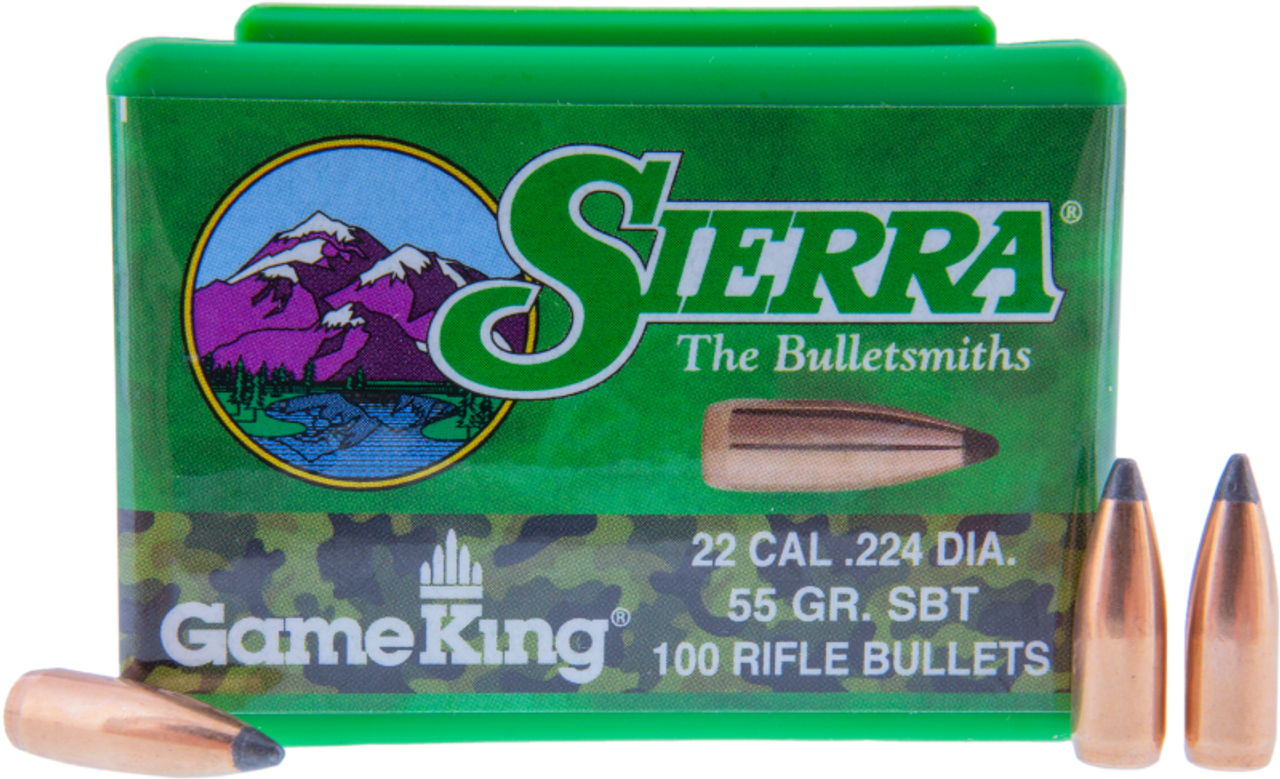 SIERRA®
The Bulletsmiths
22 CAL .224 DIA.
55 GR. SBT
100 RIFLE BULLETS
GameKing®